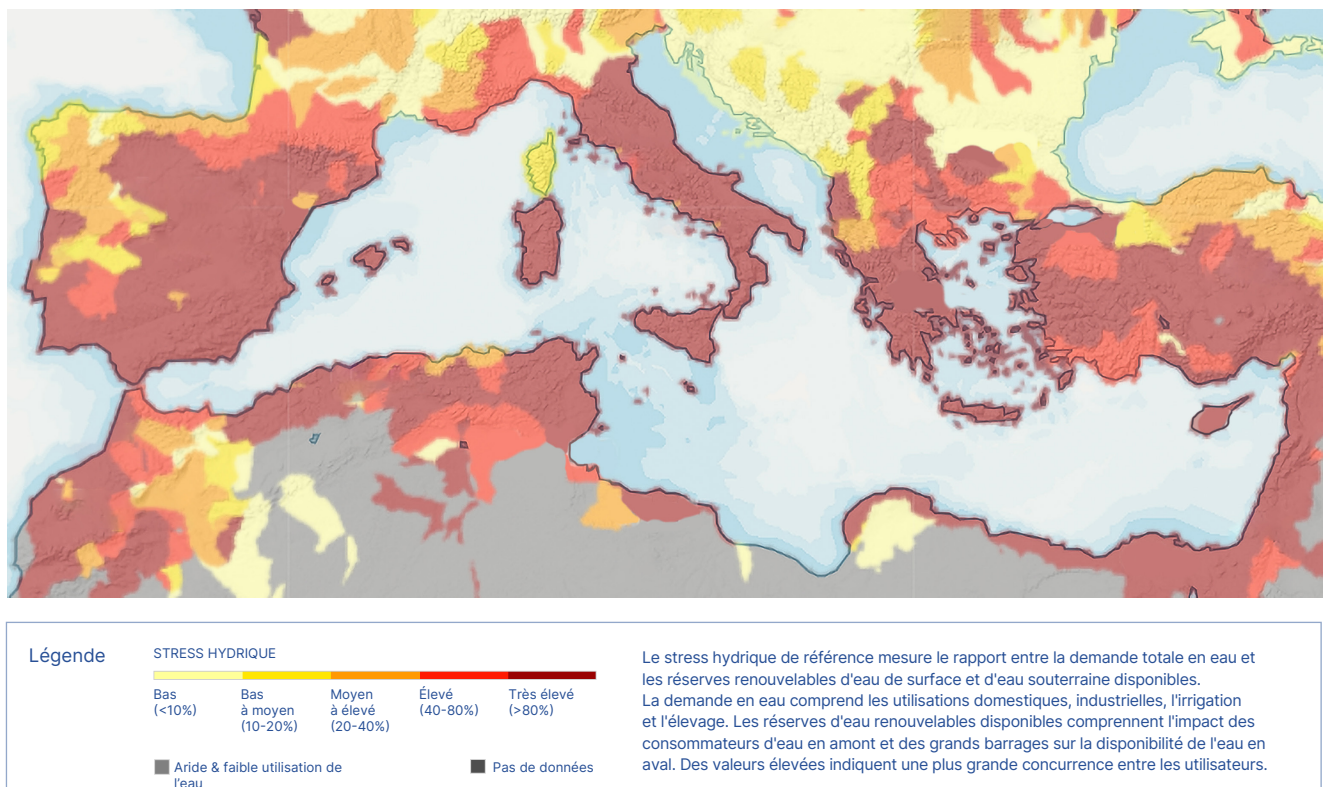 Légende
STRESS HYDRIQUE
Bas
(<10%)
Bas
à moyen
(10-20%)
Moyen
à élevé
(20-40%)
Élevé
(40-80%)
Très élevé
(>80%)
Aride & faible utilisation de
l'eau
Pas de données
Le stress hydrique de référence mesure le rapport entre la demande totale en eau et
les réserves renouvelables d'eau de surface et d'eau souterraine disponibles.
La demande en eau comprend les utilisations domestiques, industrielles, l'irrigation
et l'élevage. Les réserves d'eau renouvelables disponibles comprennent l'impact des
consommateurs d'eau en amont et des grands barrages sur la disponibilité de l'eau en
aval. Des valeurs élevées indiquent une plus grande concurrence entre les utilisateurs.